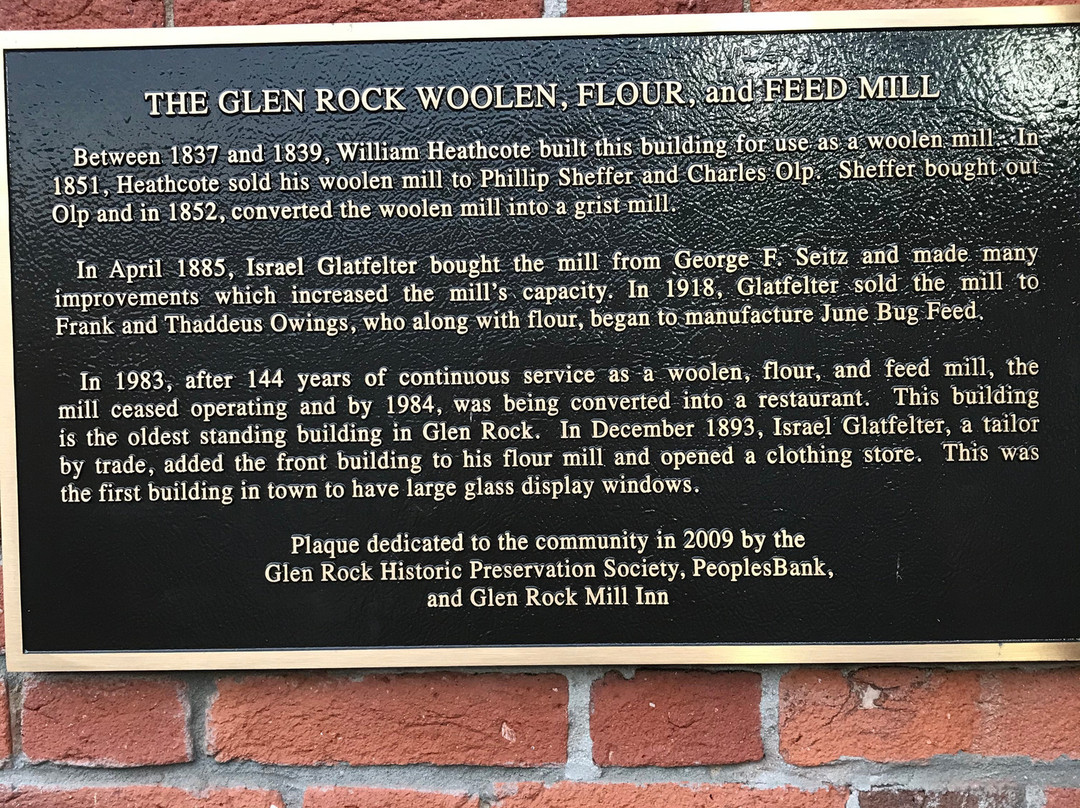 THE GLEN ROCK WOOLEN, FLOUR, and FEED MILL
Between 1837 and 1839, William Heathcote built this building for use as a woolen mill. In
1851, Heathcote sold his woolen mill to Phillip Sheffer and Charles Olp. Sheffer bought out
Olp and in 1852, converted the woolen mill into a grist mill.
In April 1885, Israel Glatfelter bought the mill from George F. Seitz and made many
improvements which increased the mill's capacity. In 1918, Glatfelter sold the mill to
Frank and Thaddeus Owings, who along with flour, began to manufacture June Bug Feed.
In 1983, after 144 years of continuous service as a woolen, flour, and feed mill, the
mill ceased operating and by 1984, was being converted into a restaurant. This building
is the oldest standing building in Glen Rock. In December 1893, Israel Glatfelter, a tailor
by trade, added the front building to his flour mill and opened a clothing store. This was
the first building in town to have large glass display windows.
Plaque dedicated to the community in 2009 by the
Glen Rock Historic Preservation Society, PeoplesBank,
and Glen Rock Mill Inn